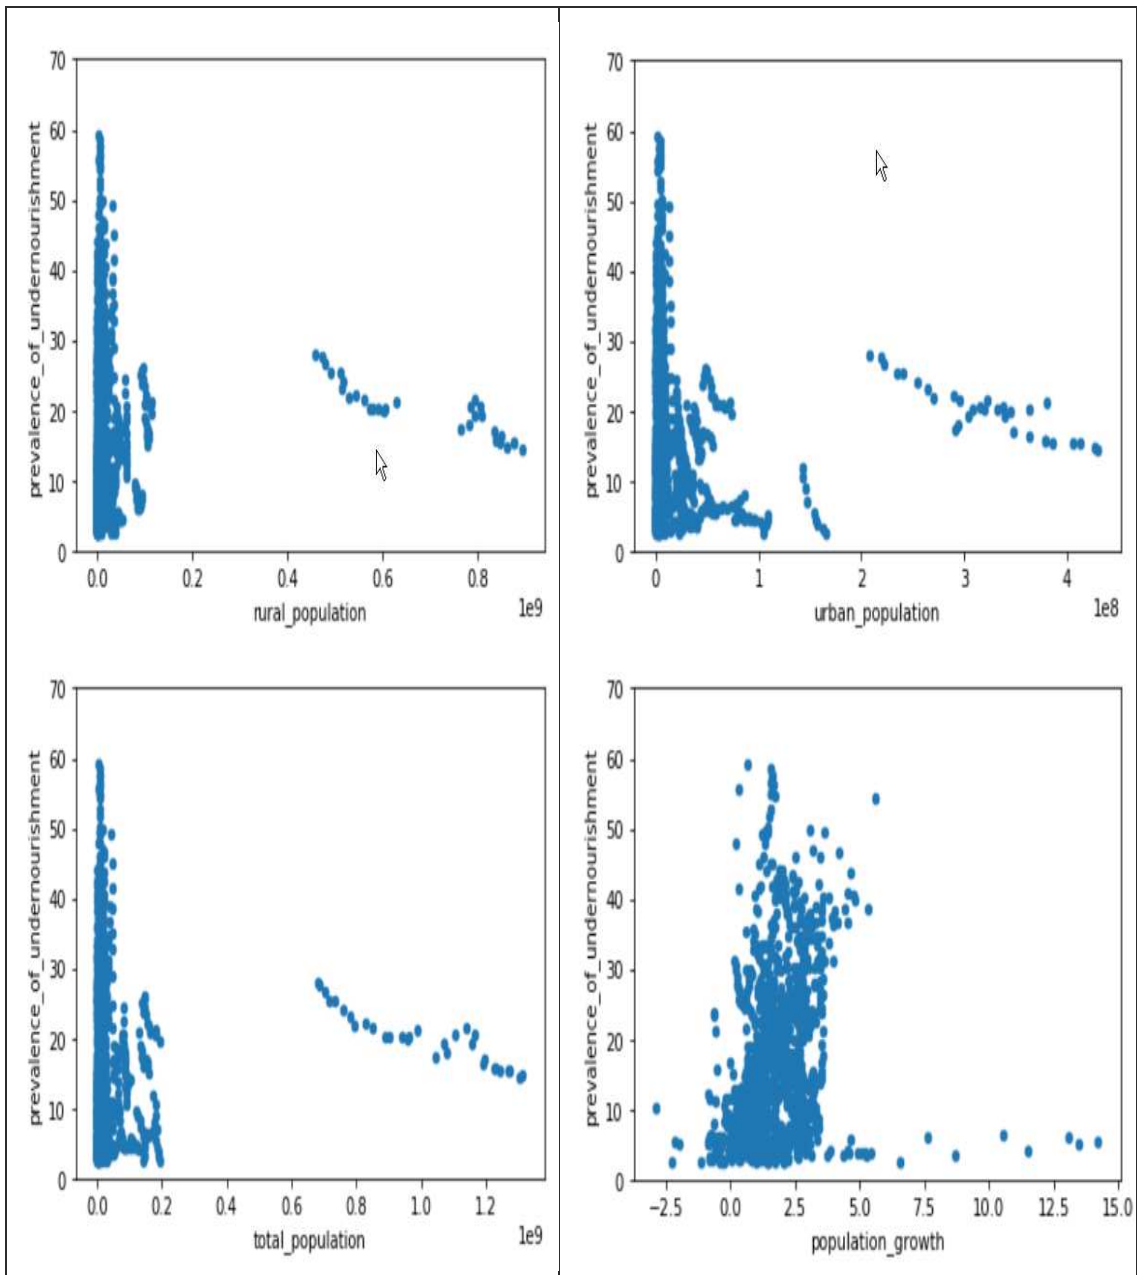 70
60
50
40
30
20
10
0
prevalence_of_undernourishment
0.0 0.2 0.4 0.6 0.8
1e9
rural_population
70
60
50
40
30
20
10
0
prevalence_of_undernourishment
0 1 2 3 4
1e8
urban_population
70
60
50
40
30
20
10
0
prevalence_of_undernourishment
0.0 0.2 0.4 0.6 0.8 1.0 1.2
1e9
total_population
70
60
50
40
30
20
10
0
prevalence_of_undernourishment
−2.5 0.0 2.5 5.0 7.5 10.0 12.5 15.0
population_growth